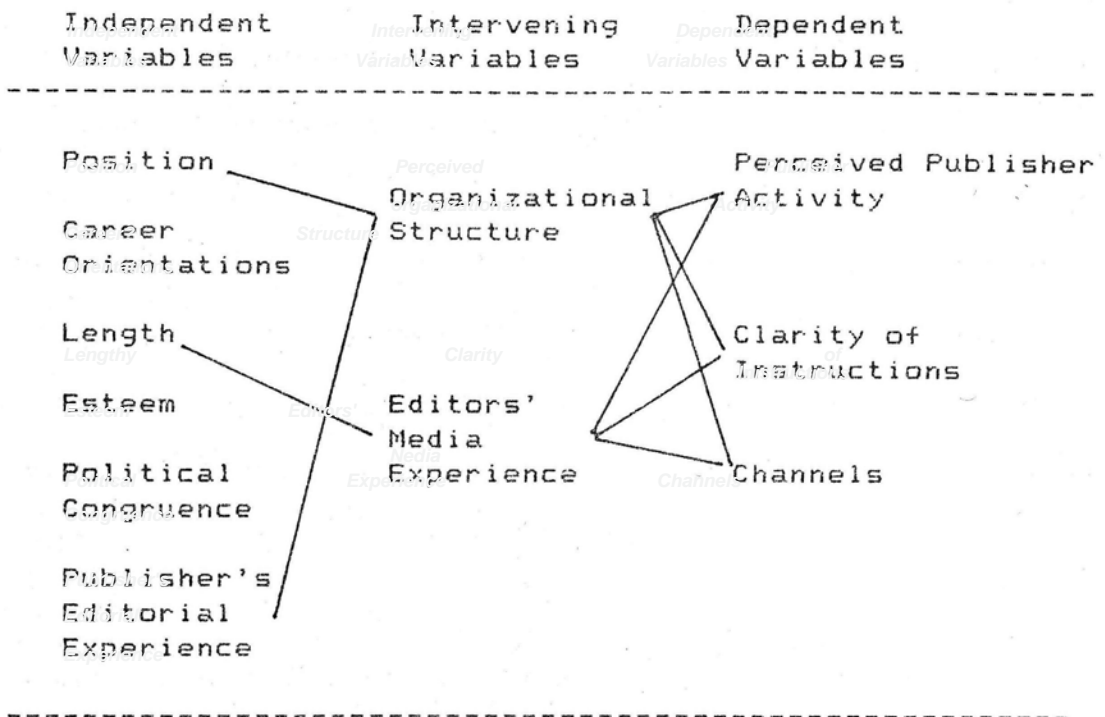 Independent Intervening Dependent
Variables Variables Variables
Position
Career
Orientations
Length
Esteem
Political
Congruence
Publisher's
Editorial
Experience
Organizational
Structure
Editors'
Media
Experience
Perceived Publisher
Activity
Clarity of
Instructions
Channels